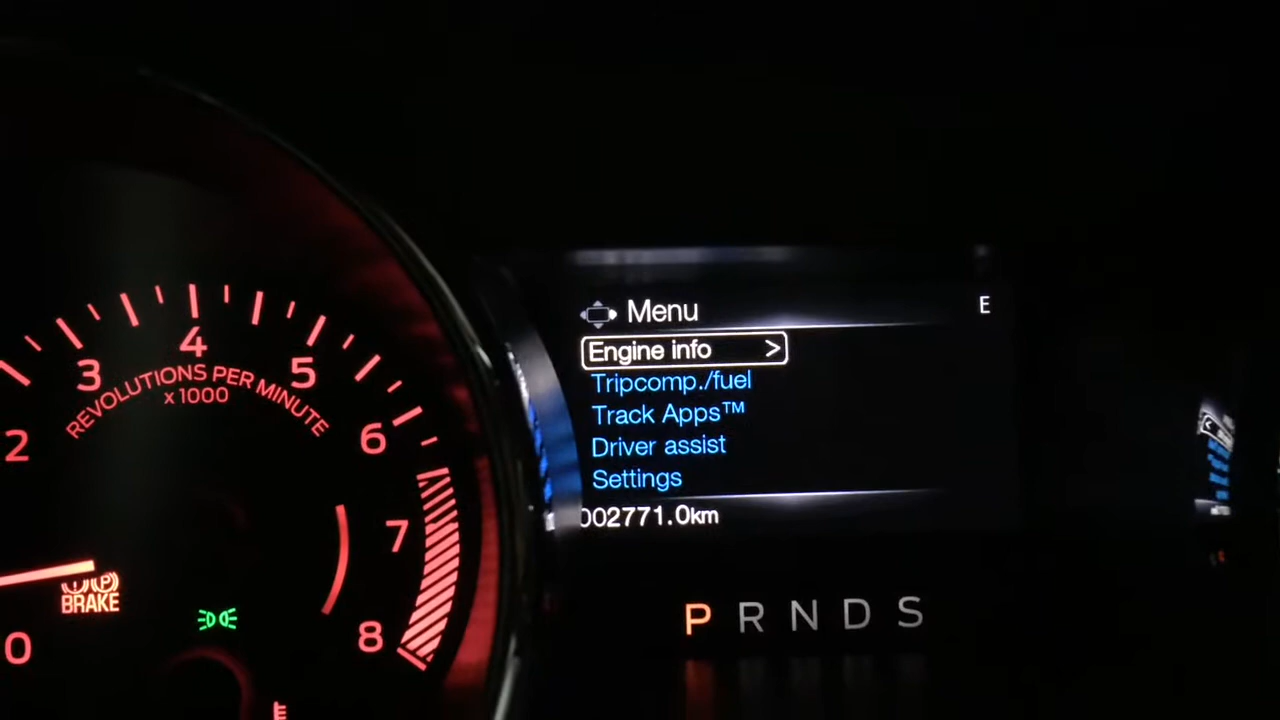 Menu
E
Engine info >
Tripcomp./fuel
Track Apps™
Driver assist
Settings
002771.0km
P R N D S
2
3
4
5
6
7
8
0
REVOLUTIONS PER MINUTE
x1000
(!) (P)
BRAKE